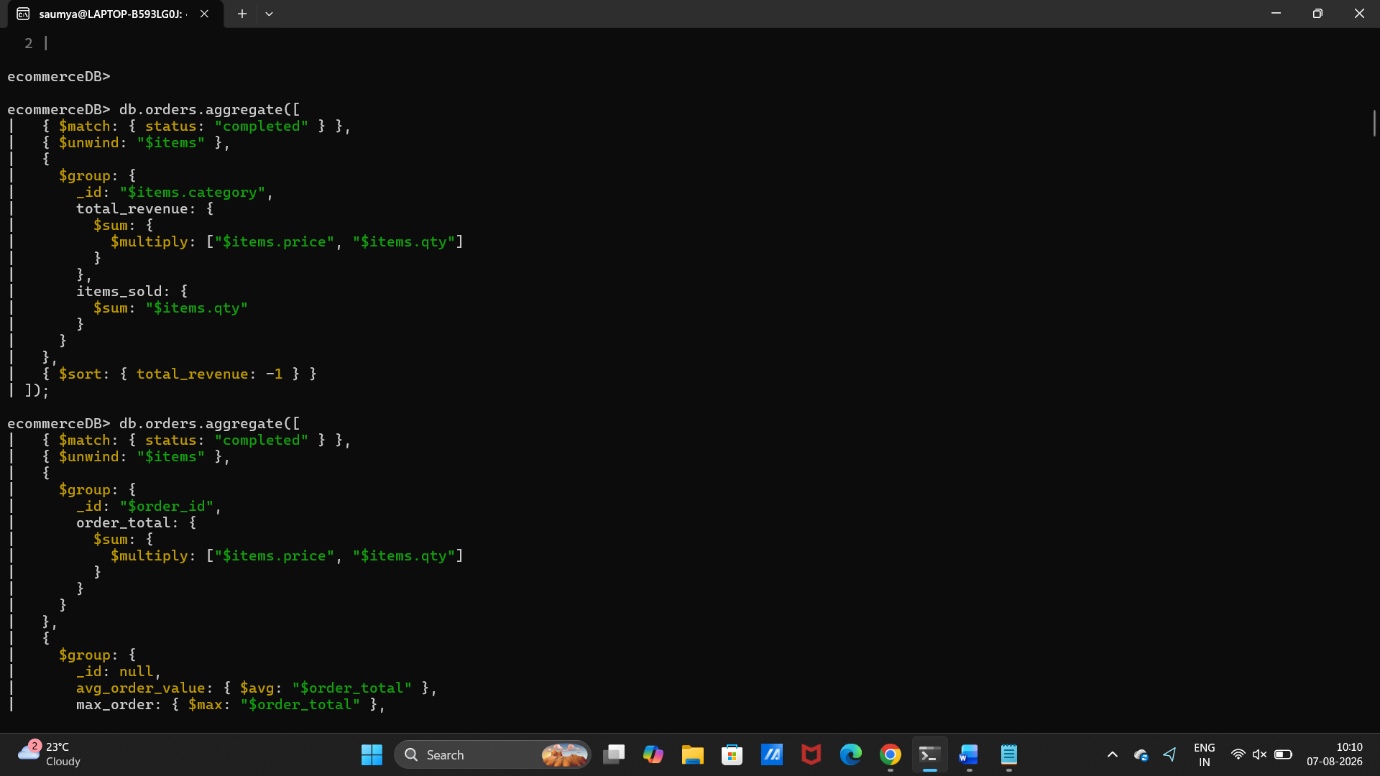 saumya@LAPTOP-B593LG0J: ·
2 |
ecommerceDB>
ecommerceDB> db.orders.aggregate([
|   { $match: { status: "completed" } },
|   { $unwind: "$items" },
|   {
|     $group: {
|       _id: "$items.category",
|       total_revenue: {
|         $sum: {
|           $multiply: ["$items.price", "$items.qty"]
|         }
|       },
|       items_sold: {
|         $sum: "$items.qty"
|       }
|     }
|   },
|   { $sort: { total_revenue: -1 } }
| ]);
ecommerceDB> db.orders.aggregate([
|   { $match: { status: "completed" } },
|   { $unwind: "$items" },
|   {
|     $group: {
|       _id: "$order_id",
|       order_total: {
|         $sum: {
|           $multiply: ["$items.price", "$items.qty"]
|         }
|       }
|     }
|   },
|   {
|     $group: {
|       _id: null,
|       avg_order_value: { $avg: "$order_total" },
|       max_order: { $max: "$order_total" },
2
23°C
Cloudy
Search
ENG
IN
10:10
07-08-2026